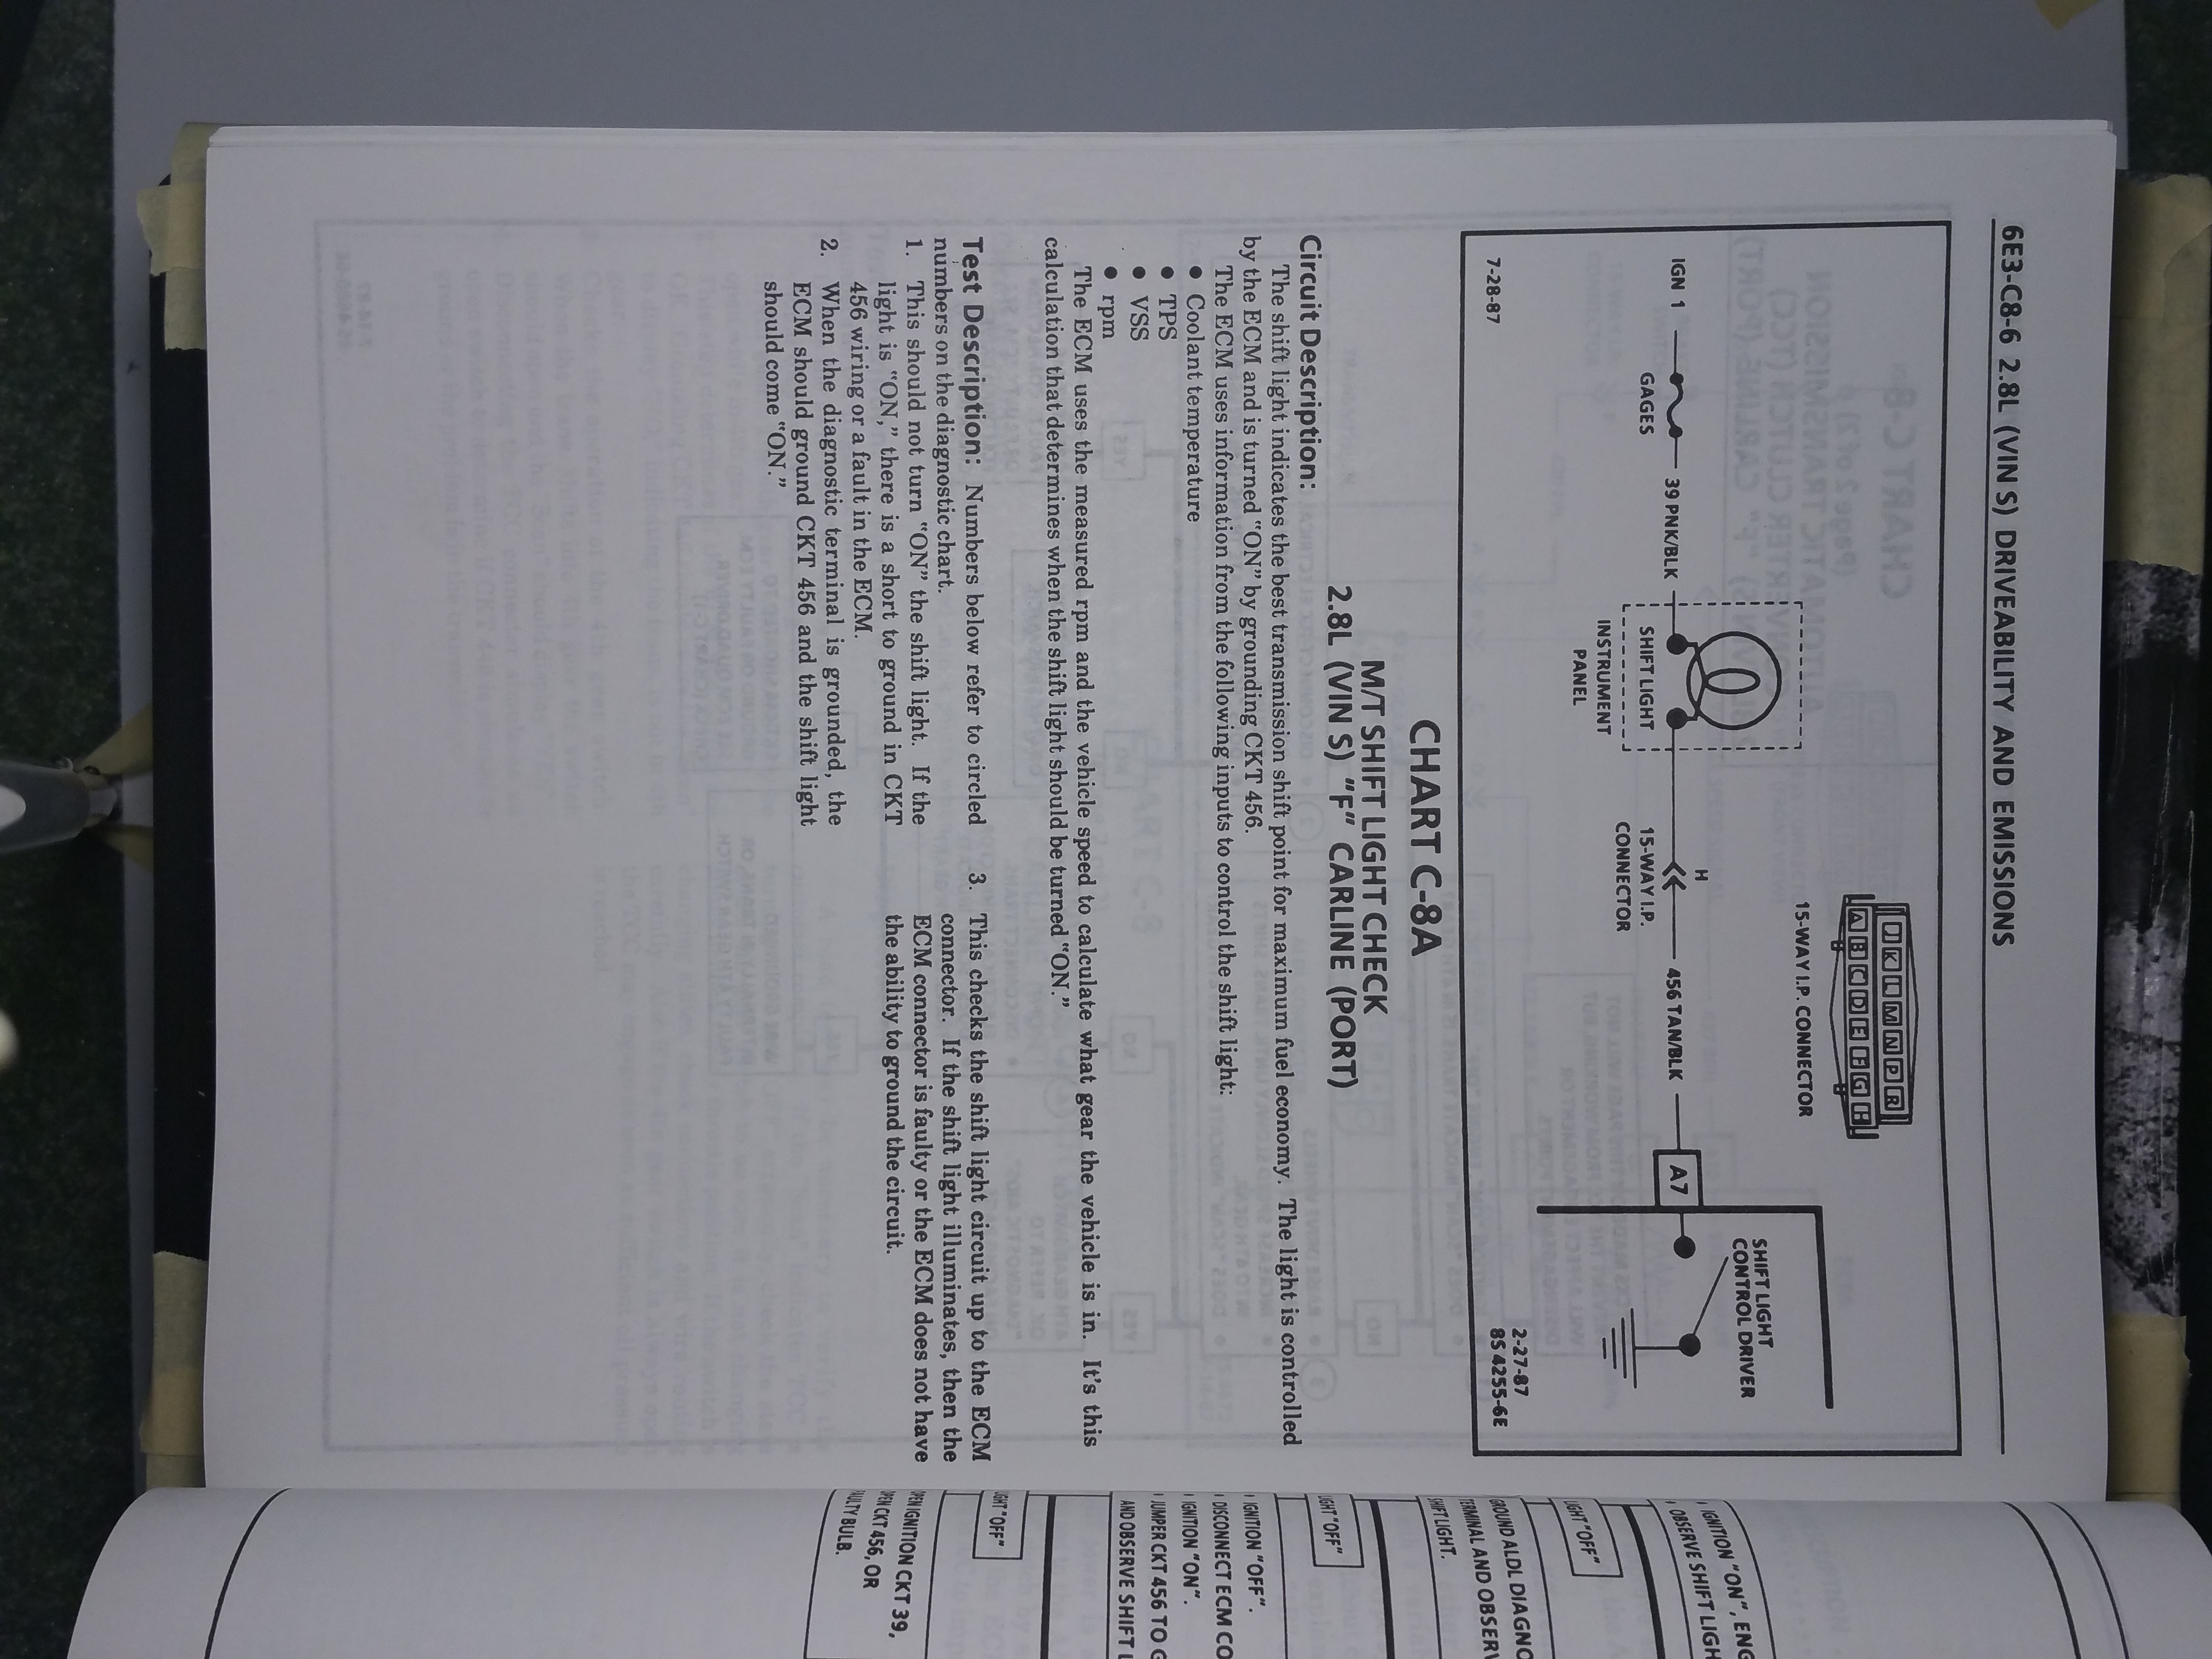 6E3-C8-6 2.8L (VIN S) DRIVEABILITY AND EMISSIONS
15-WAY I.P. CONNECTOR
J K L M N P R
A B C D E F G H
IGN 1
GAGES
39 PNK/BLK
SHIFT LIGHT
INSTRUMENT
PANEL
H
15-WAY I.P.
CONNECTOR
456 TAN/BLK
A7
SHIFT LIGHT
CONTROL DRIVER
7-28-87
2-27-87
8S 4255-6E
CHART C-8A
M/T SHIFT LIGHT CHECK
2.8L (VIN S) "F" CARLINE (PORT)
Circuit Description:
The shift light indicates the best transmission shift point for maximum fuel economy. The light is controlled
by the ECM and is turned "ON" by grounding CKT 456.
The ECM uses information from the following inputs to control the shift light:
● Coolant temperature
● TPS
● VSS
● rpm
The ECM uses the measured rpm and the vehicle speed to calculate what gear the vehicle is in. It's this
calculation that determines when the shift light should be turned "ON."
Test Description: Numbers below refer to circled
numbers on the diagnostic chart.
1. This should not turn "ON" the shift light. If the
light is "ON," there is a short to ground in CKT
456 wiring or a fault in the ECM.
2. When the diagnostic terminal is grounded, the
ECM should ground CKT 456 and the shift light
should come "ON."
3. This checks the shift light circuit up to the ECM
connector. If the shift light illuminates, then the
ECM connector is faulty or the ECM does not have
the ability to ground the circuit.
IGNITION "ON", ENG
OBSERVE SHIFT LIGH
IGHT "OFF"
GROUND ALDL DIAGNO
TERMINAL AND OBSERV
SHIFT LIGHT.
IGHT "OFF"
IGNITION "OFF".
DISCONNECT ECM CO
IGNITION "ON".
JUMPER CKT 456 TO G
AND OBSERVE SHIFT L
GHT "OFF"
PEN IGNITION CKT 39,
PEN CKT 456, OR
AULTY BULB.